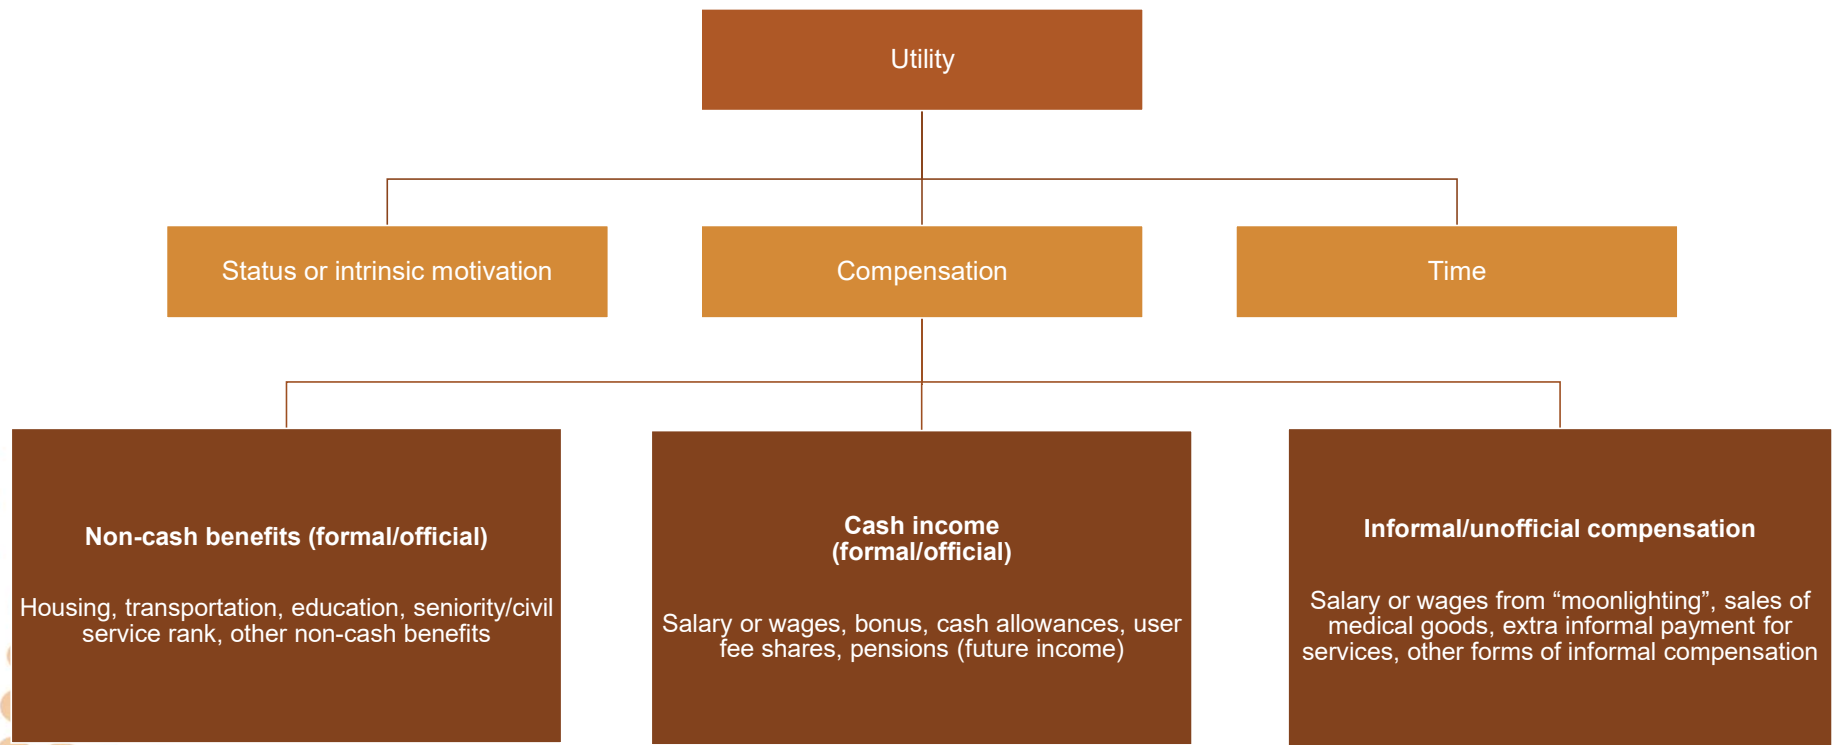 Utility
Status or intrinsic motivation
Compensation
Time
Non-cash benefits (formal/official)
Housing, transportation, education, seniority/civil
service rank, other non-cash benefits
Cash income
(formal/official)
Salary or wages, bonus, cash allowances, user
fee shares, pensions (future income)
Informal/unofficial compensation
Salary or wages from “moonlighting”, sales of
medical goods, extra informal payment for
services, other forms of informal compensation